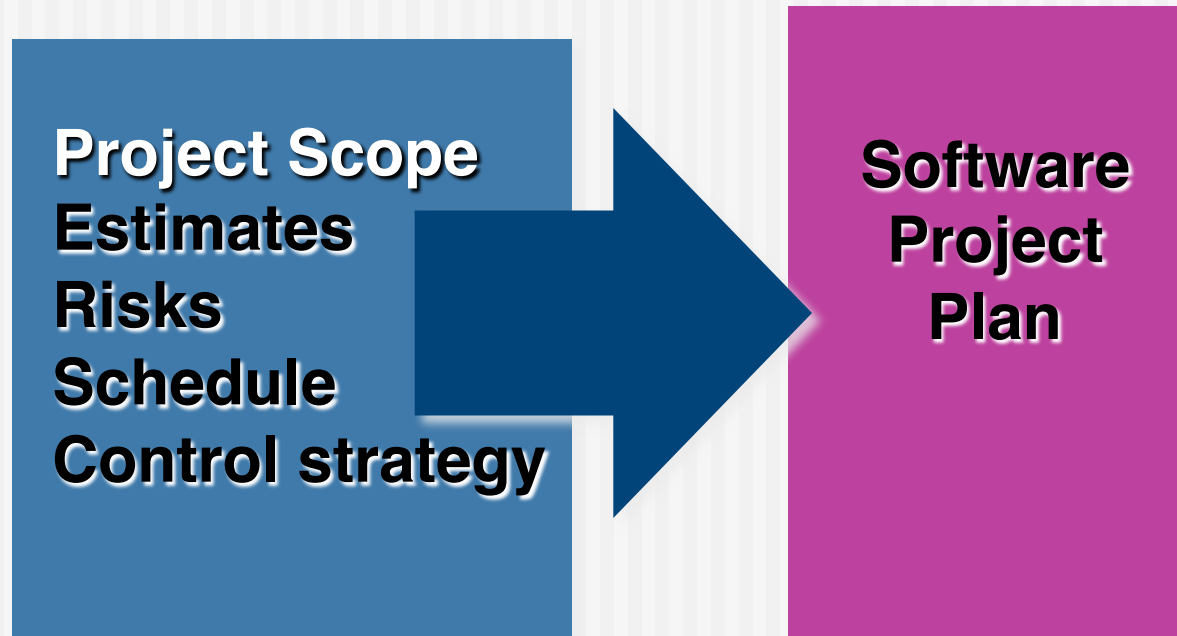 Project Scope
Estimates
Risks
Schedule
Control strategy
Software
Project
Plan